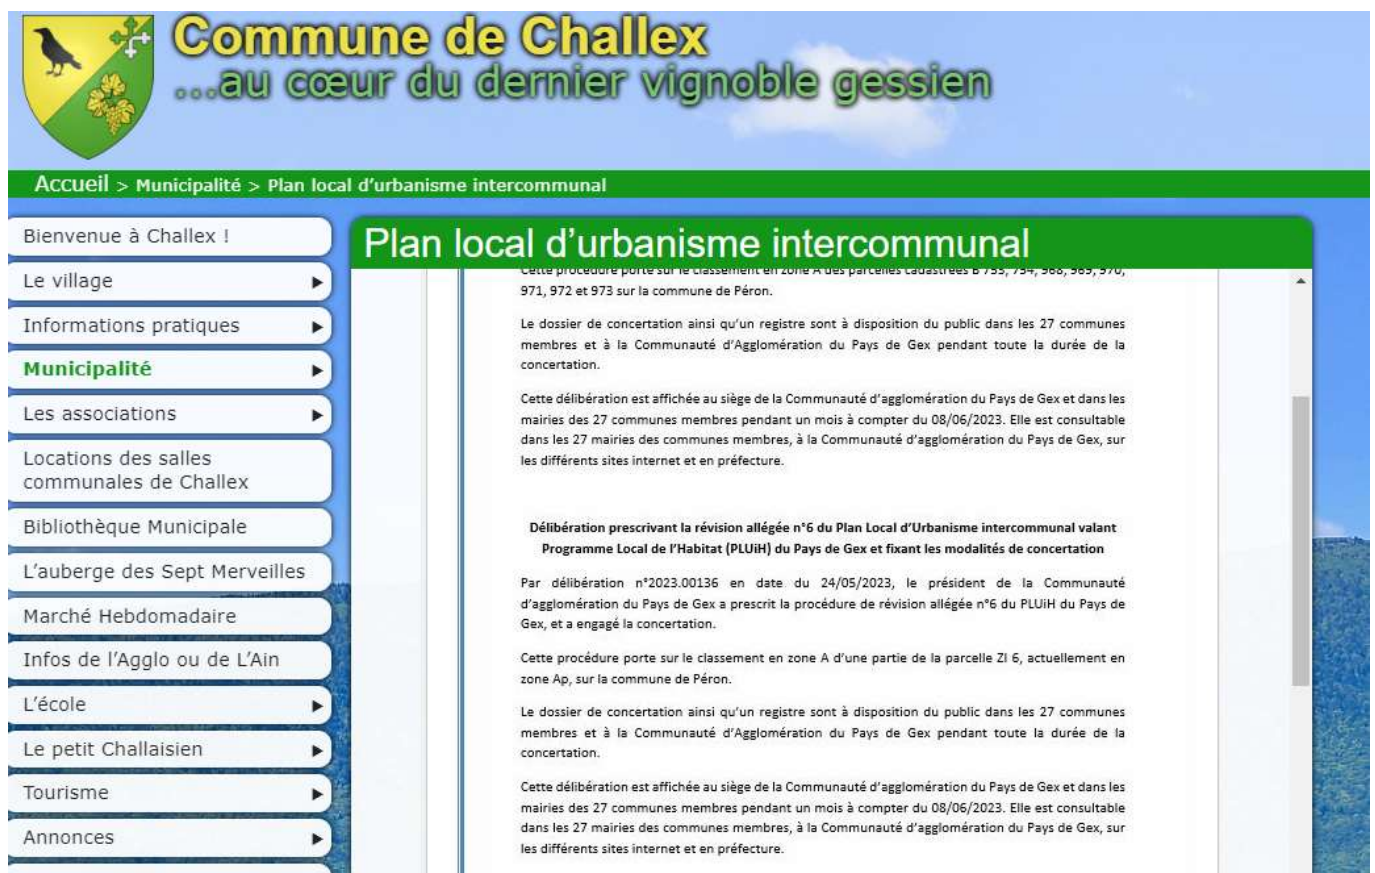 Commune de Challex
...au cœur du dernier vignoble gessien
Accueil > Municipalité > Plan local d'urbanisme intercommunal
Bienvenue à Challex !
Le village
Informations pratiques
Municipalité
Les associations
Locations des salles
communales de Challex
Bibliothèque Municipale
L'auberge des Sept Merveilles
Marché Hebdomadaire
Infos de l'Agglo ou de L'Ain
L'école
Le petit Challaisien
Tourisme
Annonces
Plan local d'urbanisme intercommunal
Cette procédure porte sur le classement en zone A des parcelles cadastrées B 753, 754, 968, 969, 970,
971, 972 et 973 sur la commune de Péron.
Le dossier de concertation ainsi qu'un registre sont à disposition du public dans les 27 communes
membres et à la Communauté d'Agglomération du Pays de Gex pendant toute la durée de la
concertation.
Cette délibération est affichée au siège de la Communauté d'agglomération du Pays de Gex et dans les
mairies des 27 communes membres pendant un mois à compter du 08/06/2023. Elle est consultable
dans les 27 mairies des communes membres, à la Communauté d'agglomération du Pays de Gex, sur
les différents sites internet et en préfecture.
Délibération prescrivant la révision allégée n°6 du Plan Local d'Urbanisme intercommunal valant
Programme Local de l'Habitat (PLUiH) du Pays de Gex et fixant les modalités de concertation
Par délibération n°2023.00136 en date du 24/05/2023, le président de la Communauté
d'agglomération du Pays de Gex a prescrit la procédure de révision allégée n°6 du PLUiH du Pays de
Gex, et a engagé la concertation.
Cette procédure porte sur le classement en zone A d'une partie de la parcelle ZI 6, actuellement en
zone Ap, sur la commune de Péron.
Le dossier de concertation ainsi qu'un registre sont à disposition du public dans les 27 communes
membres et à la Communauté d'Agglomération du Pays de Gex pendant toute la durée de la
concertation.
Cette délibération est affichée au siège de la Communauté d'agglomération du Pays de Gex et dans les
mairies des 27 communes membres pendant un mois à compter du 08/06/2023. Elle est consultable
dans les 27 mairies des communes membres, à la Communauté d'agglomération du Pays de Gex, sur
les différents sites internet et en préfecture.